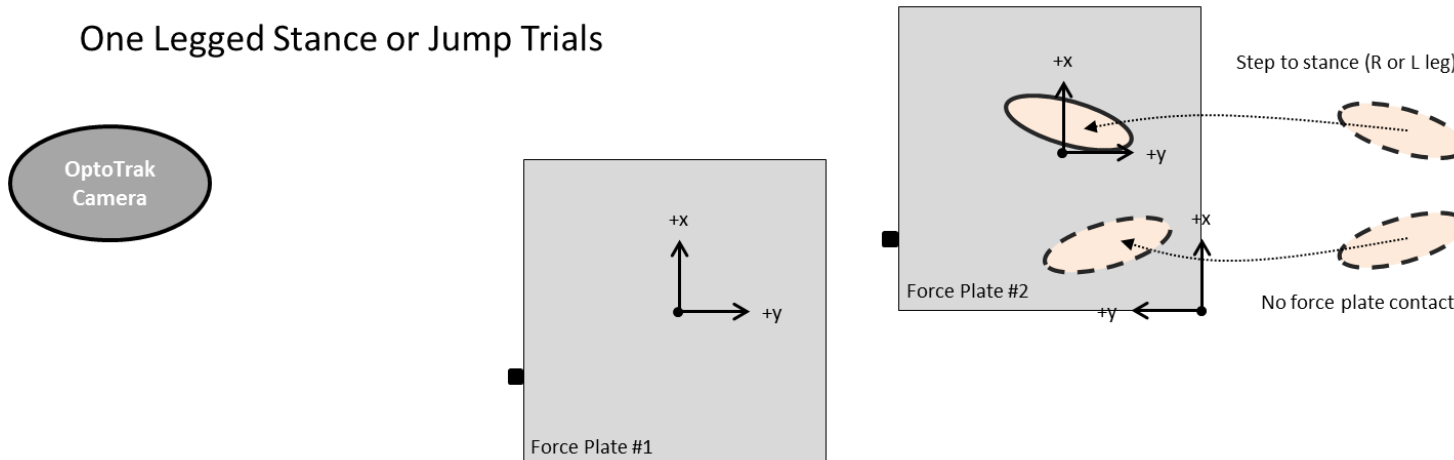 One Legged Stance or Jump Trials
OptoTrak
Camera
+x
+y
Step to stance (R or L leg)
+x
+y
Force Plate #2
+x
+y
No force plate contact
Force Plate #1